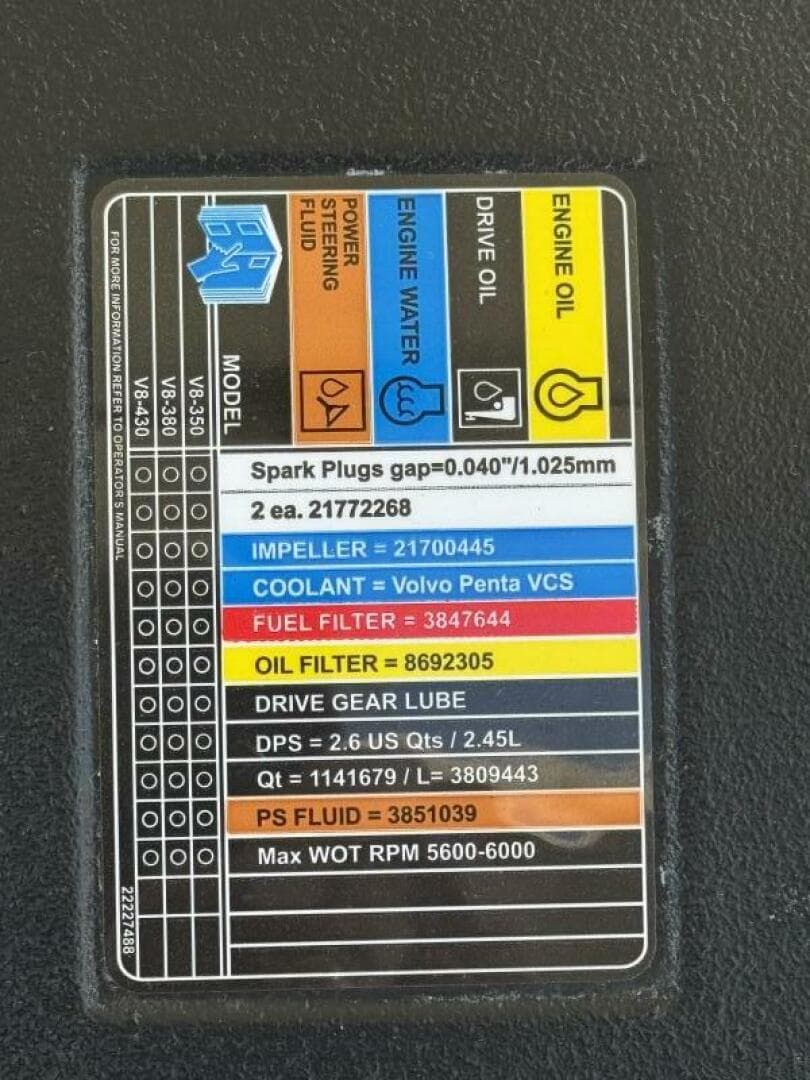 ENGINE OIL
DRIVE OIL
ENGINE WATER
POWER
STEERING
FLUID
MODEL
V8-350
V8-380
V8-430
FOR MORE INFORMATION REFER TO OPERATOR'S MANUAL
Spark Plugs gap=0.040"/1.025mm
2 ea. 21772268
IMPELLER = 21700445
COOLANT = Volvo Penta VCS
FUEL FILTER = 3847644
OIL FILTER = 8692305
DRIVE GEAR LUBE
DPS = 2.6 US Qts / 2.45L
Qt = 1141679 / L= 3809443
PS FLUID = 3851039
Max WOT RPM 5600-6000
22227488